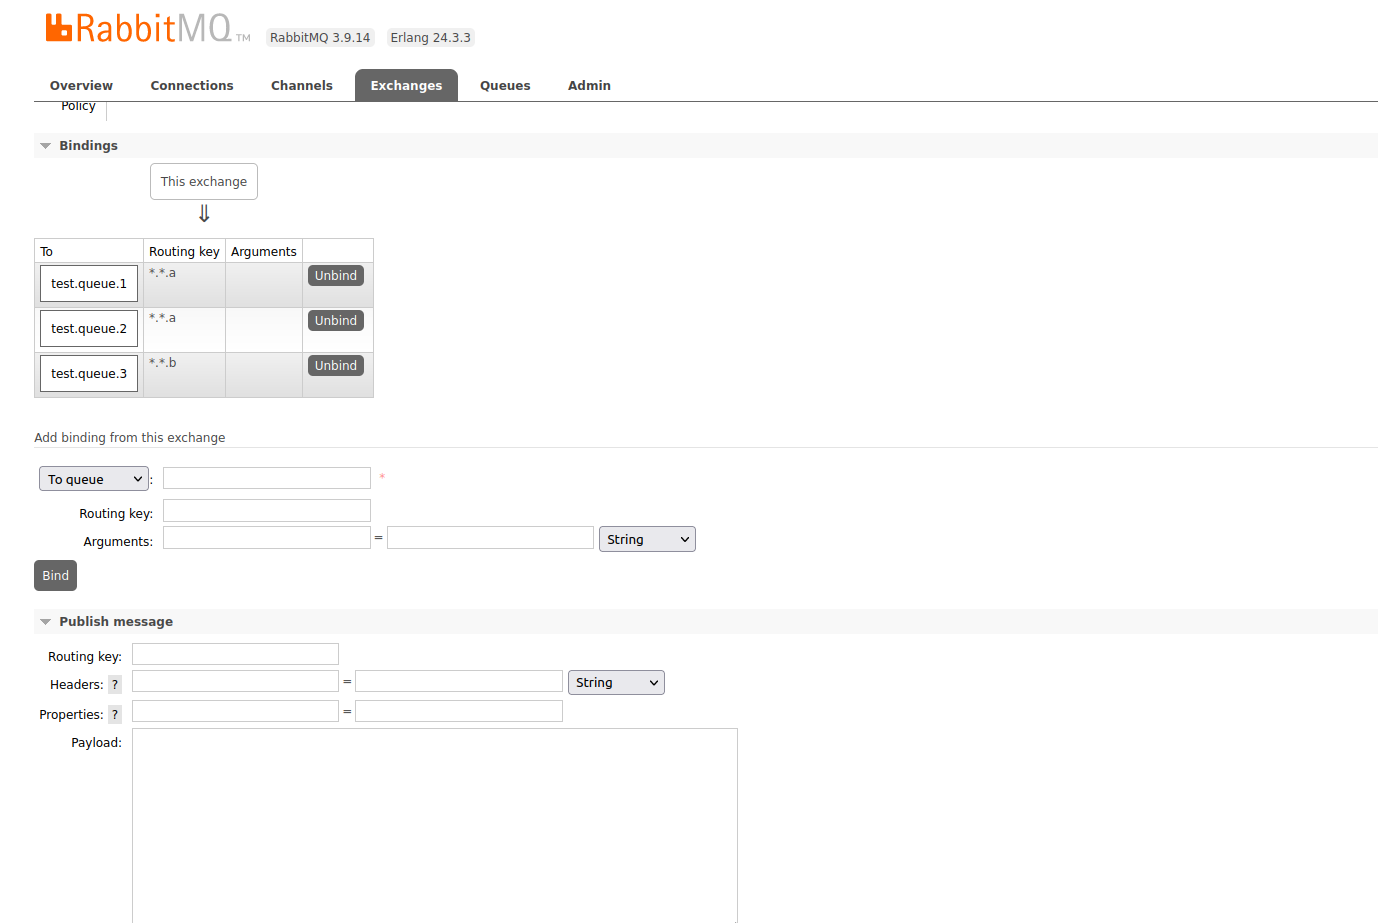 RabbitMQ TM RabbitMQ 3.9.14 Erlang 24.3.3
Overview Connections Channels Exchanges Queues Admin
Policy
Bindings
This exchange
⇓
To Routing key Arguments
test.queue.1 *.*.a Unbind
test.queue.2 *.*.a Unbind
test.queue.3 *.*.b Unbind
Add binding from this exchange
To queue : *
Routing key:
Arguments: = String
Bind
Publish message
Routing key:
Headers: ? = String
Properties: ? =
Payload: